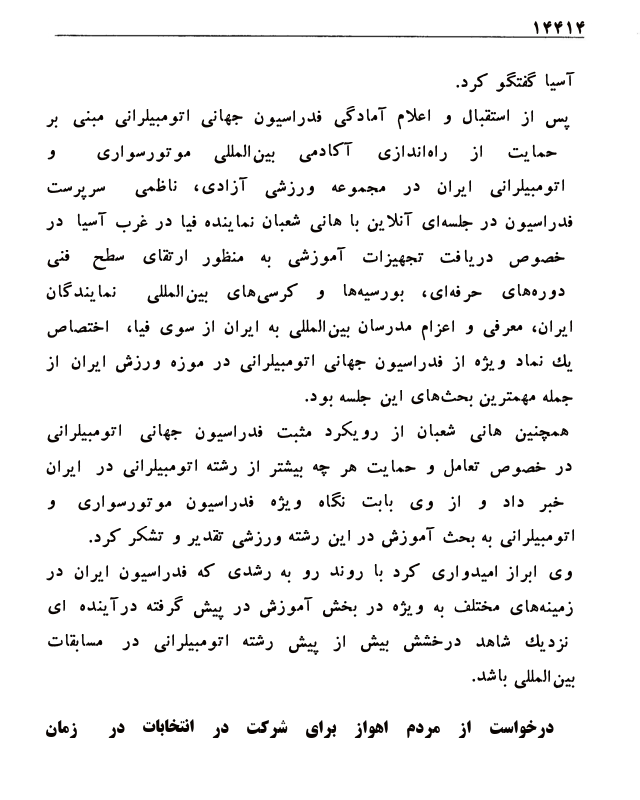 ۱۴۴۱۴
آسیا گفتگو کرد.
پس از استقبال و اعلام آمادگی فدراسیون جهانی اتومبیلرانی مبنی بر
حمایت از راه‌اندازی آکادمی بین‌المللی موتورسواری و
اتومبیلرانی ایران در مجموعه ورزشی آزادی، ناظمی سرپرست
فدراسیون در جلسه‌ای آنلاین با هانی شعبان نماینده فیا در غرب آسیا در
خصوص دریافت تجهیزات آموزشی به منظور ارتقای سطح فنی
دوره‌های حرفه‌ای، بورسیه‌ها و کرسی‌های بین‌المللی نمایندگان
ایران، معرفی و اعزام مدرسان بین‌المللی به ایران از سوی فیا، اختصاص
یك نماد ویژه از فدراسیون جهانی اتومبیلرانی در موزه ورزش ایران از
جمله مهمترین بحث‌های این جلسه بود.
همچنین هانی شعبان از رویکرد مثبت فدراسیون جهانی اتومبیلرانی
در خصوص تعامل و حمایت هر چه بیشتر از رشته اتومبیلرانی در ایران
خبر داد و از وی بابت نگاه ویژه فدراسیون موتورسواری و
اتومبیلرانی به بحث آموزش در این رشته ورزشی تقدیر و تشکر کرد.
وی ابراز امیدواری کرد با روند رو به رشدی که فدراسیون ایران در
زمینه‌های مختلف به ویژه در بخش آموزش در پیش گرفته درآینده ای
نزدیك شاهد درخشش بیش از پیش رشته اتومبیلرانی در مسابقات
بین‌المللی باشد.
درخواست از مردم اهواز برای شرکت در انتخابات در زمان